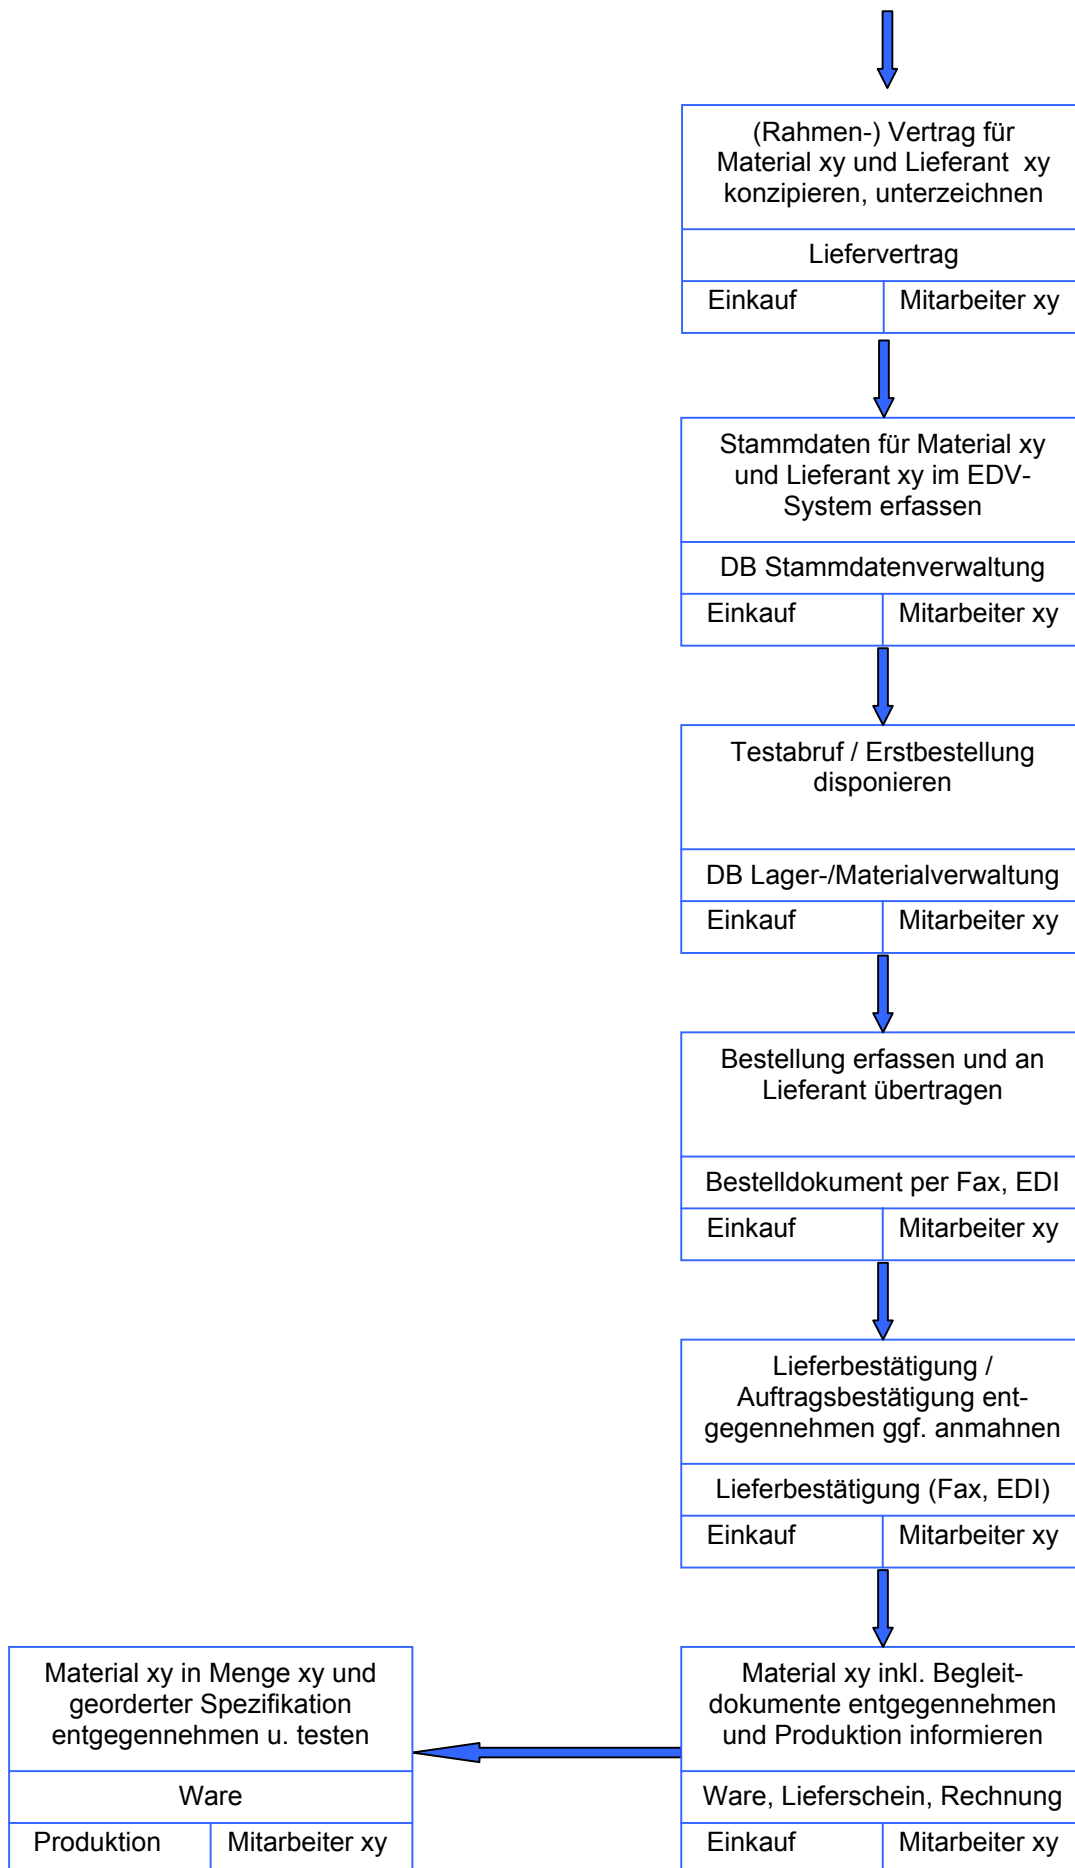 (Rahmen-) Vertrag für
Material xy und Lieferant xy
konzipieren, unterzeichnen
Liefervertrag
Einkauf Mitarbeiter xy
Stammdaten für Material xy
und Lieferant xy im EDV-
System erfassen
DB Stammdatenverwaltung
Einkauf Mitarbeiter xy
Testabruf / Erstbestellung
disponieren
DB Lager-/Materialverwaltung
Einkauf Mitarbeiter xy
Bestellung erfassen und an
Lieferant übertragen
Bestelldokument per Fax, EDI
Einkauf Mitarbeiter xy
Lieferbestätigung /
Auftragsbestätigung ent-
gegennehmen ggf. anmahnen
Lieferbestätigung (Fax, EDI)
Einkauf Mitarbeiter xy
Material xy inkl. Begleit-
dokumente entgegennehmen
und Produktion informieren
Ware, Lieferschein, Rechnung
Einkauf Mitarbeiter xy
Material xy in Menge xy und
georderter Spezifikation
entgegennehmen u. testen
Ware
Produktion Mitarbeiter xy